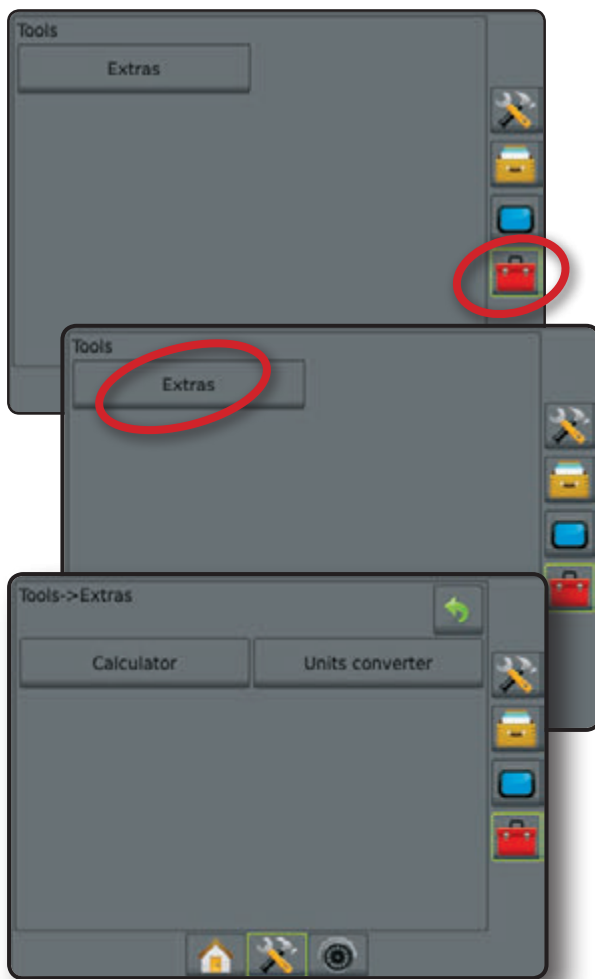 Tools
Extras
Tools
Extras
Tools->Extras
Calculator Units converter